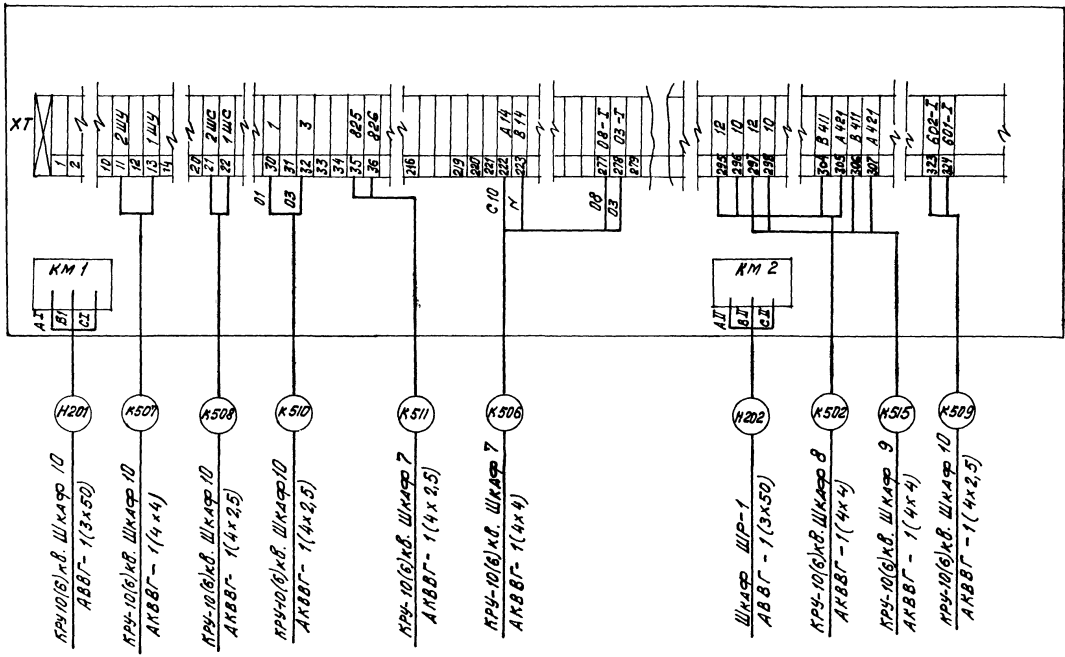 XT
1
2
10
11
12
13
14
20
21
22
30
31
32
33
34
35
36
216
219
220
221
222
223
277
278
279
295
296
297
298
304
305
306
307
323
324
2ШУ
1ШУ
2ШС
1ШС
1
3
825
826
А14
В14
08-I
03-I
12
10
12
10
В411
А421
В411
А421
602-I
601-I
01
03
С10
N
08
03
КМ1
АI
В1
СI
КМ2
АII
ВII
СII
Н201
К507
К508
К510
К511
К506
Н202
К502
К515
К509
КРУ10(6)кв. Шкаф 10
АВВГ-1(3х50)
КРУ-10(6)кв. Шкаф 10
АКВВГ-1(4х4)
КРУ-10(6)кв. Шкаф 10
АКВВГ-1(4х2,5)
КРУ-10(6)кв. Шкаф 10
АКВВГ-1(4х2,5)
КРУ-10(6)кв. Шкаф 7
АКВВГ-1(4х2,5)
КРУ-10(6)кв. Шкаф 7
АКВВГ-1(4х4)
Шкаф ШР-1
АВВГ-1(3х50)
КРУ-10(6)кв. Шкаф 8
АКВВГ-1(4х4)
КРУ-10(6)кв. Шкаф 9
АКВВГ-1(4х4)
КРУ-10(6)кв. Шкаф 10
АКВВГ-1(4х2,5)